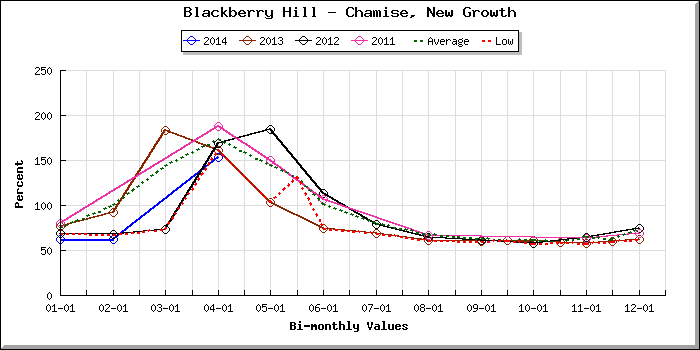 Blackberry Hill - Chamise, New Growth
2014 2013 2012 2011 Average Low
250
200
150
100
50
0
Percent
01-01 02-01 03-01 04-01 05-01 06-01 07-01 08-01 09-01 10-01 11-01 12-01
Bi-monthly Values